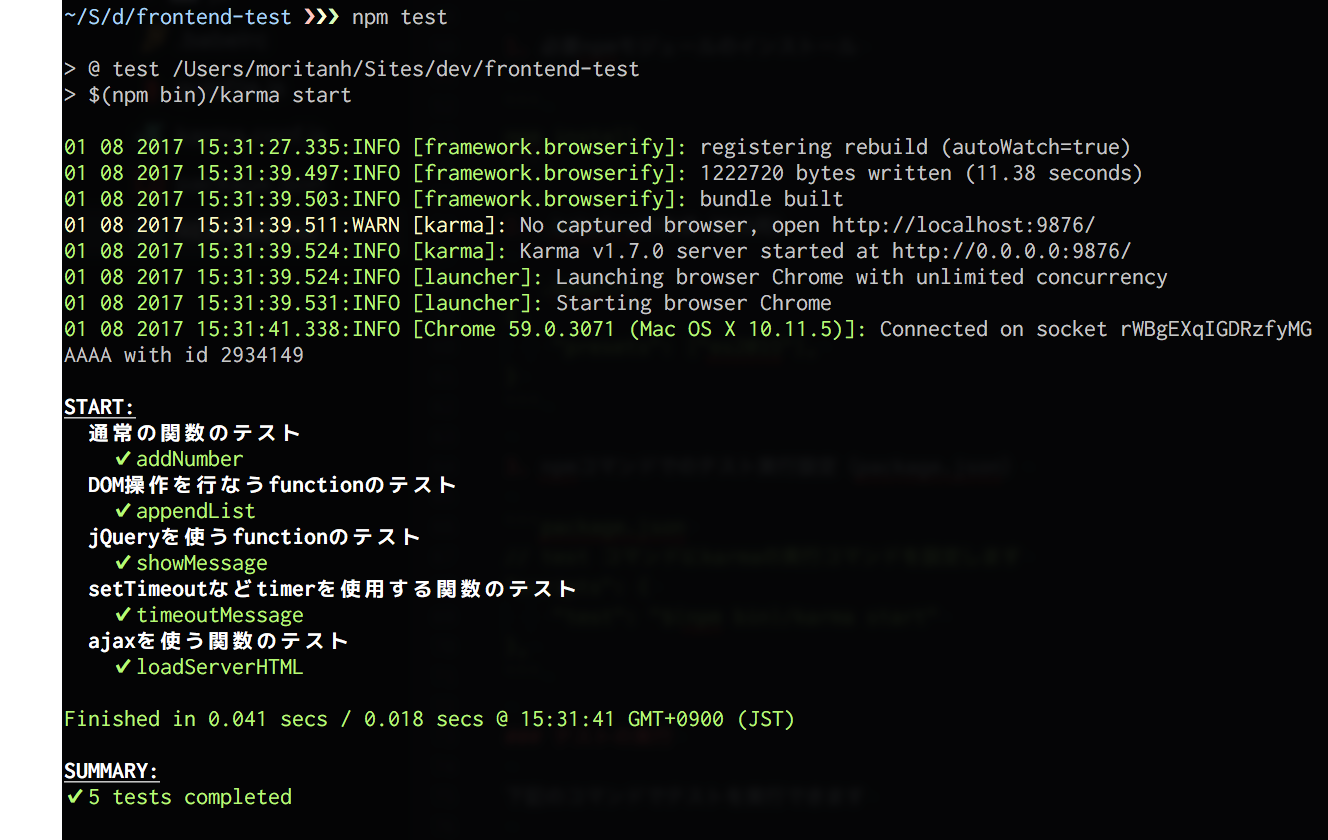 ~/S/d/frontend-test ❯❯❯ npm test
> @ test /Users/moritanh/Sites/dev/frontend-test
> $(npm bin)/karma start
01 08 2017 15:31:27.335:INFO [framework.browserify]: registering rebuild (autoWatch=true)
01 08 2017 15:31:39.497:INFO [framework.browserify]: 1222720 bytes written (11.38 seconds)
01 08 2017 15:31:39.503:INFO [framework.browserify]: bundle built
01 08 2017 15:31:39.511:WARN [karma]: No captured browser, open http://localhost:9876/
01 08 2017 15:31:39.524:INFO [karma]: Karma v1.7.0 server started at http://0.0.0.0:9876/
01 08 2017 15:31:39.524:INFO [launcher]: Launching browser Chrome with unlimited concurrency
01 08 2017 15:31:39.531:INFO [launcher]: Starting browser Chrome
01 08 2017 15:31:41.338:INFO [Chrome 59.0.3071 (Mac OS X 10.11.5)]: Connected on socket rWBgEXqIGDRzfyMG
AAAA with id 2934149
START:
通常の関数のテスト
✔ addNumber
DOM操作を行なうfunctionのテスト
✔ appendList
jQueryを使うfunctionのテスト
✔ showMessage
setTimeoutなどtimerを使用する関数のテスト
✔ timeoutMessage
ajaxを使う関数のテスト
✔ loadServerHTML
Finished in 0.041 secs / 0.018 secs @ 15:31:41 GMT+0900 (JST)
SUMMARY:
✔ 5 tests completed